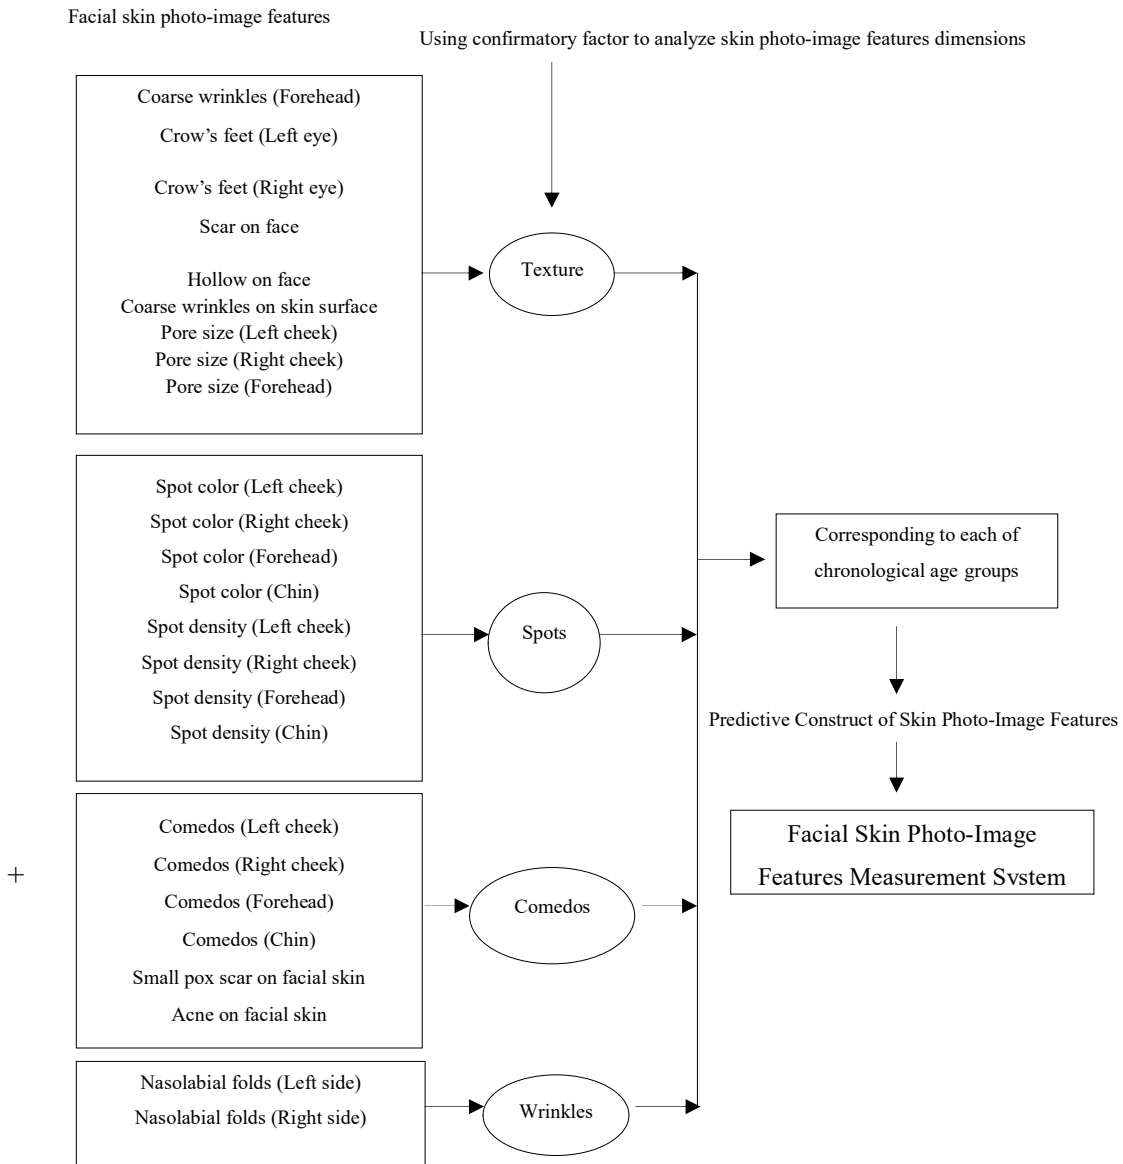 Facial skin photo-image features
Using confirmatory factor to analyze skin photo-image features dimensions
Coarse wrinkles (Forehead)
Crow’s feet (Left eye)
Crow’s feet (Right eye)
Scar on face
Hollow on face
Coarse wrinkles on skin surface
Pore size (Left cheek)
Pore size (Right cheek)
Pore size (Forehead)
Texture
Spot color (Left cheek)
Spot color (Right cheek)
Spot color (Forehead)
Spot color (Chin)
Spot density (Left cheek)
Spot density (Right cheek)
Spot density (Forehead)
Spot density (Chin)
Spots
Comedos (Left cheek)
Comedos (Right cheek)
Comedos (Forehead)
Comedos (Chin)
Small pox scar on facial skin
Acne on facial skin
Comedos
+
Nasolabial folds (Left side)
Nasolabial folds (Right side)
Wrinkles
Corresponding to each of
chronological age groups
Predictive Construct of Skin Photo-Image Features
Facial Skin Photo-Image
Features Measurement System